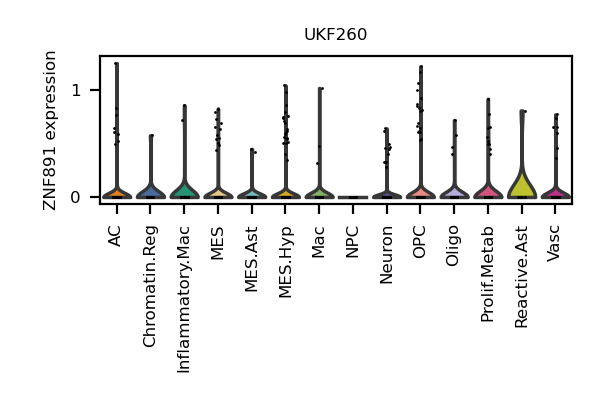 UKF260
ZNF891 expression
1
0
AC
Chromatin.Reg
Inflammatory.Mac
MES
MES.Ast
MES.Hyp
Mac
NPC
Neuron
OPC
Oligo
Prolif.Metab
Reactive.Ast
Vasc